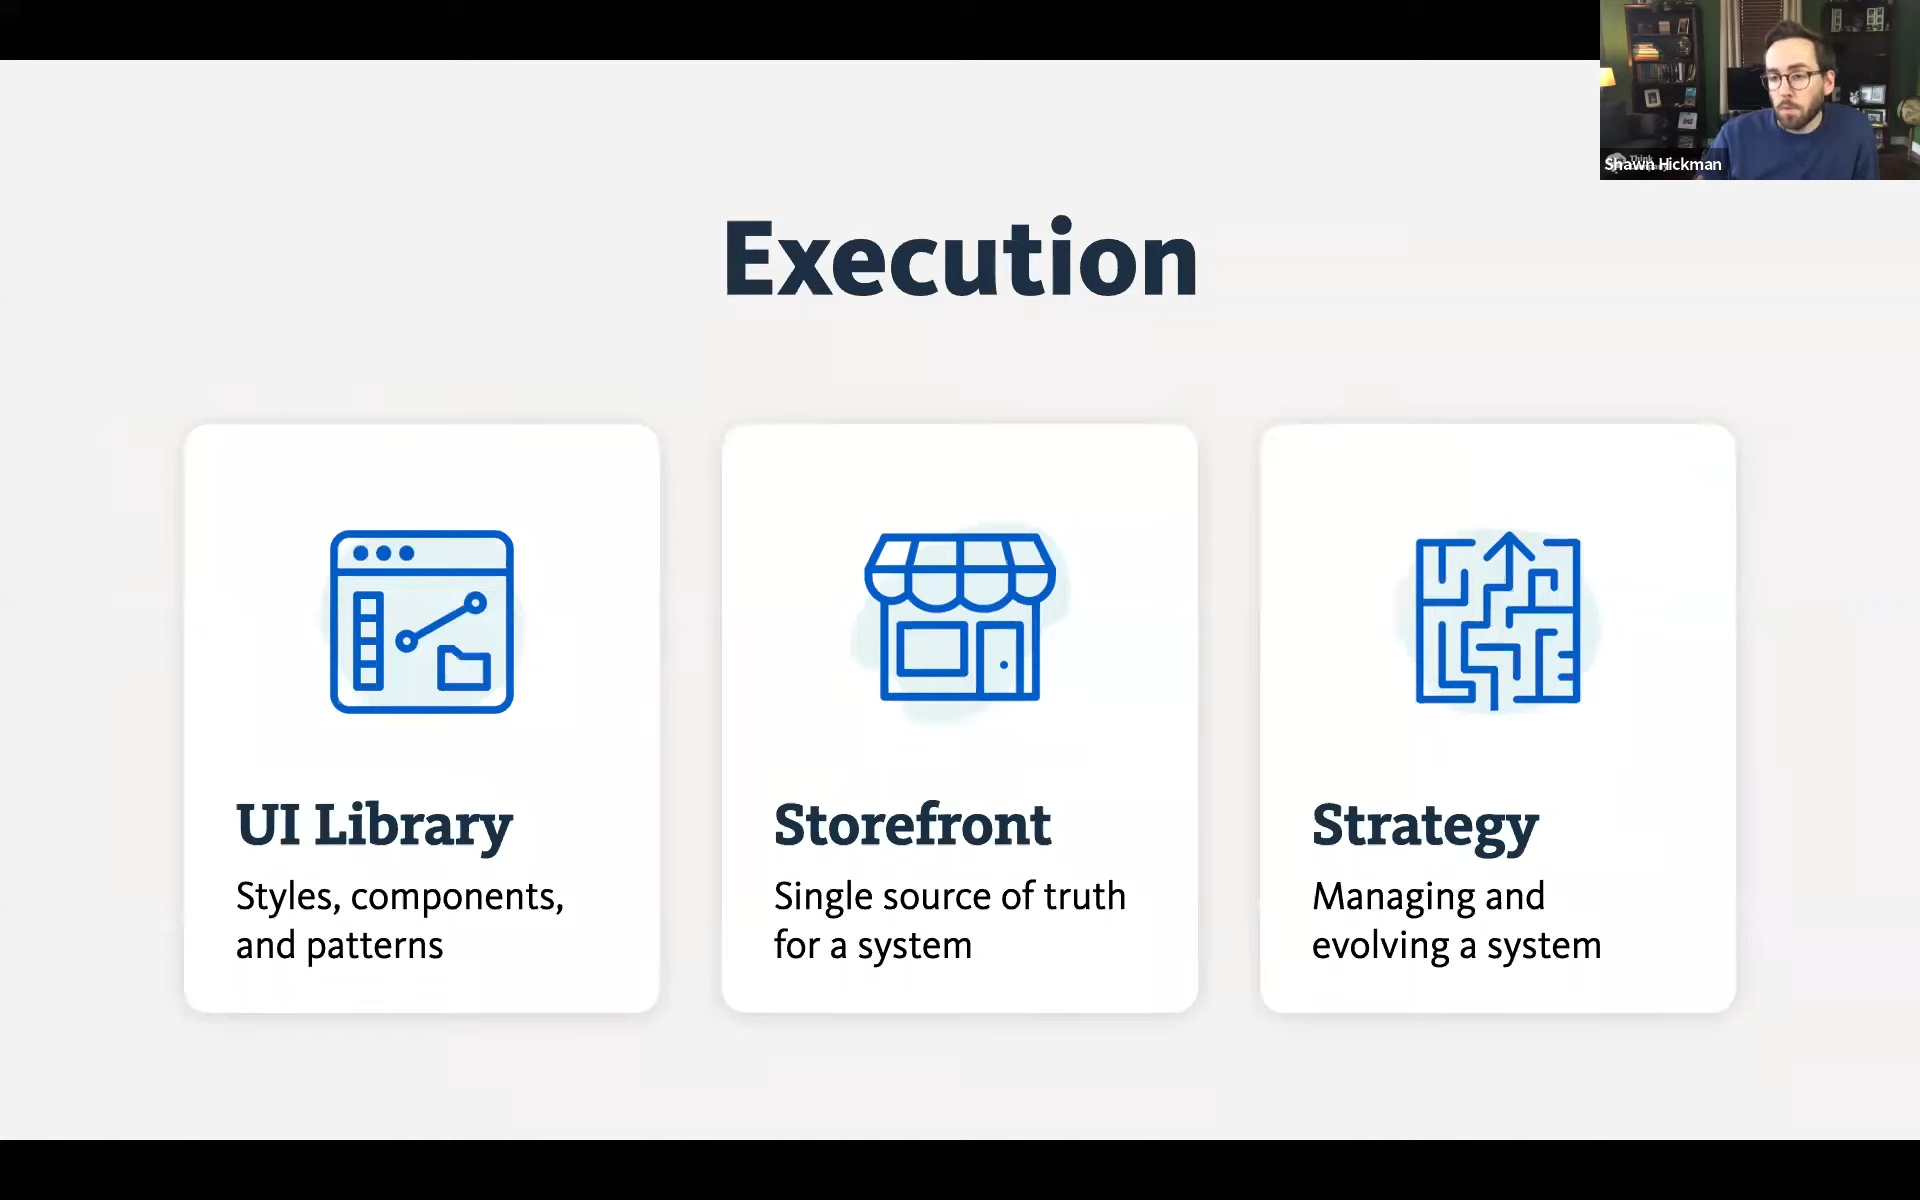 Shawn Hickman
Execution
UI Library
Styles, components,
and patterns
Storefront
Single source of truth
for a system
Strategy
Managing and
evolving a system